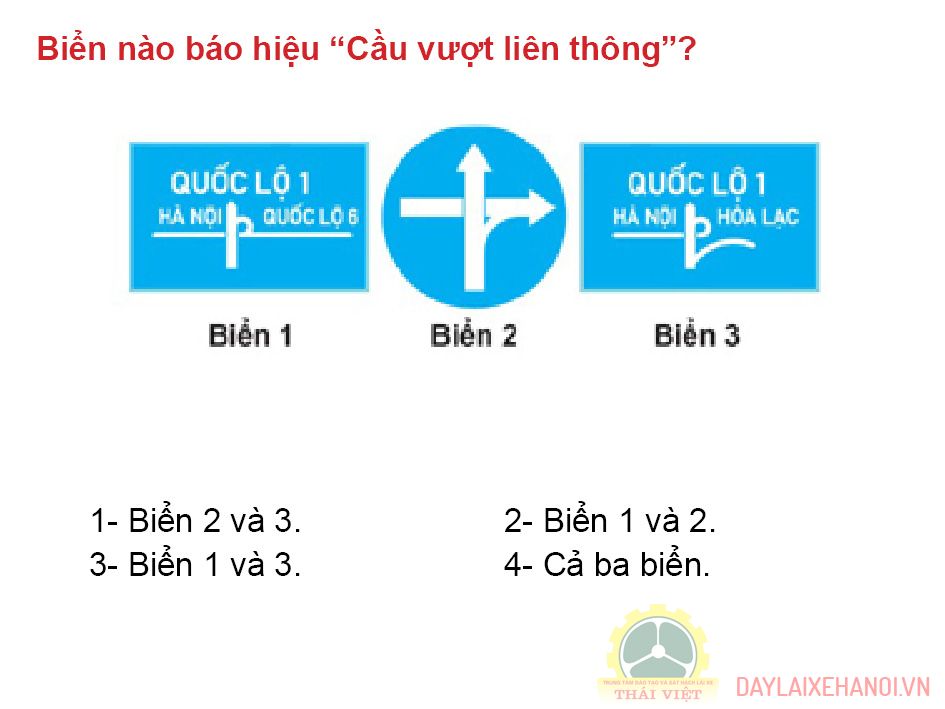 Biển nào báo hiệu “Cầu vượt liên thông”?
QUỐC LỘ 1
HÀ NỘI QUỐC LỘ 6
QUỐC LỘ 1
HÀ NỘI HÒA LẠC
Biển 1 Biển 2 Biển 3
1- Biển 2 và 3. 2- Biển 1 và 2.
3- Biển 1 và 3. 4- Cả ba biển.
TRUNG TÂM ĐÀO TẠO VÀ SÁT HẠCH LÁI XE
THÁI VIỆT
DAYLAIXEHANOI.VN